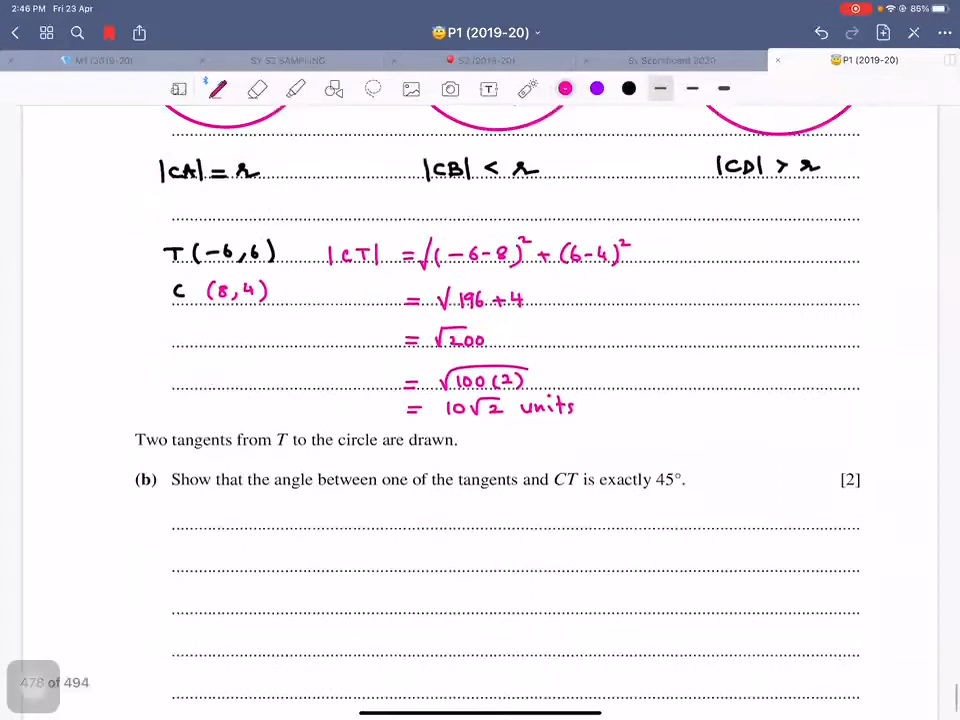 2:46 PM Fri 23 Apr
85%
P1 (2019-20)
M1 (2019-20)
SY S2 SAMPLING
S2 (2019-20)
Sy Scoreboard 2020
P1 (2019-20)
|CA| = r
|CB| < r
|CD| > r
T (-6,6) |CT| = √(-6-8)² + (6-4)²
C (8,4)
= √196+4
= √200
= √100(2)
= 10√2 units
Two tangents from T to the circle are drawn.
(b) Show that the angle between one of the tangents and CT is exactly 45°. [2]
478 of 494